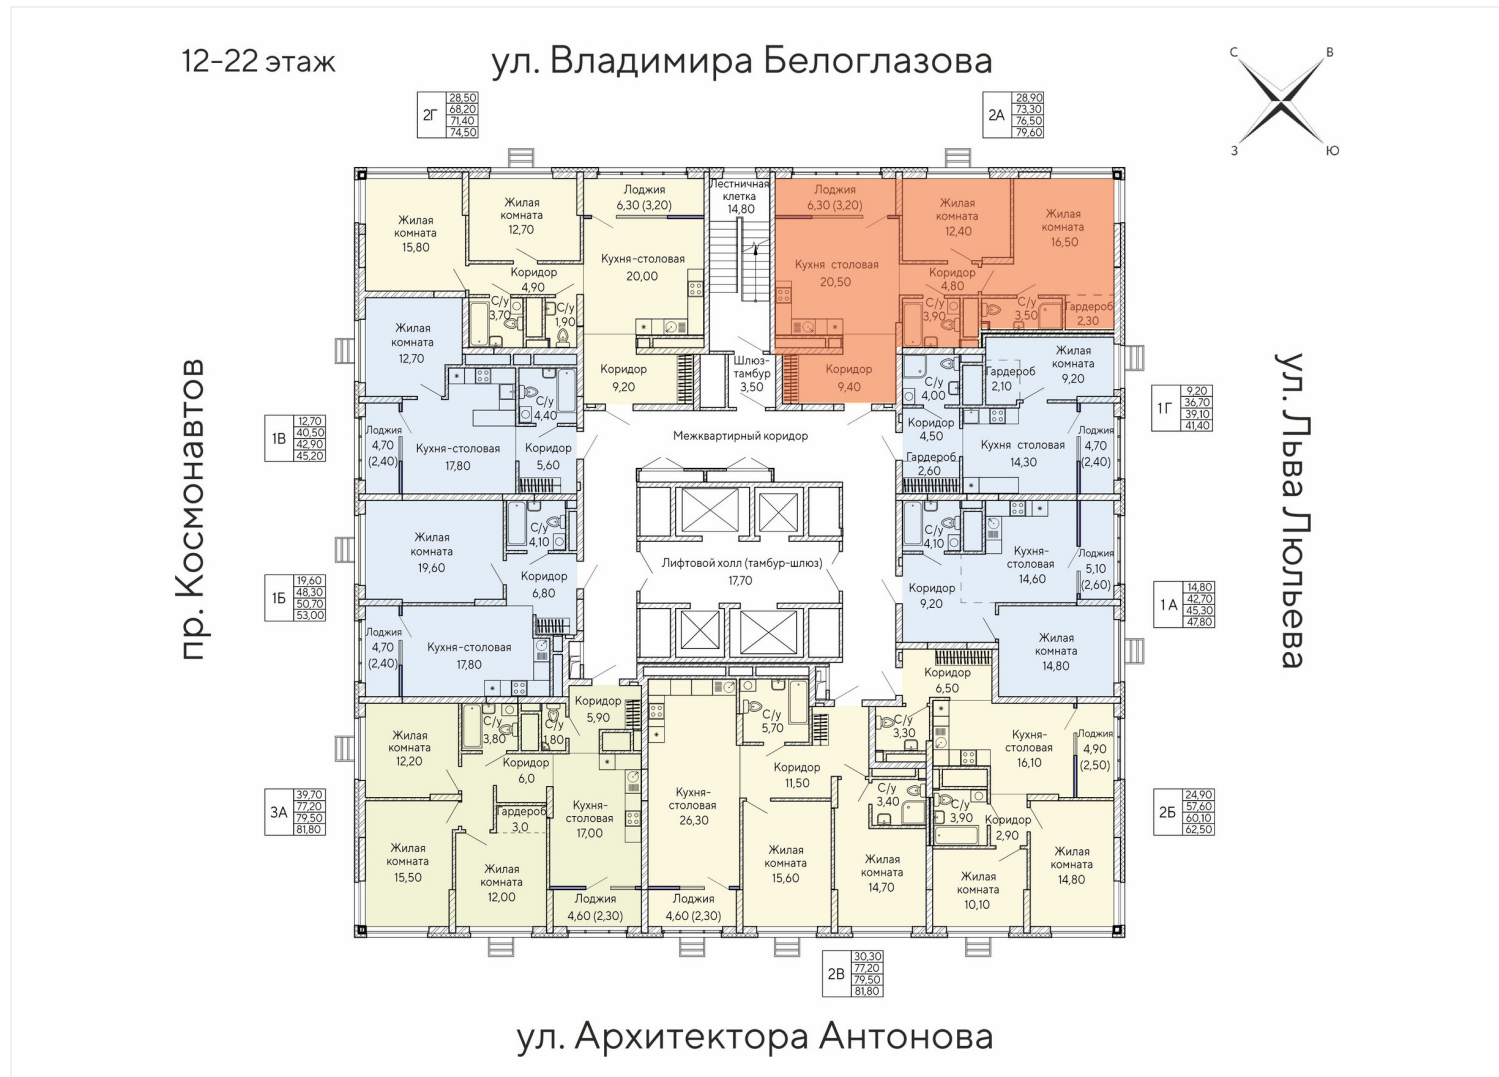 12-22 этаж
ул. Владимира Белоглазова
С
В
З
Ю
2Г
28,50
68,20
71,40
74,50
2А
28,90
73,30
76,50
79,60
Жилая
комната
15,80
Жилая
комната
12,70
Лоджия
6,30 (3,20)
Лестничная
клетка
14,80
Лоджия
6,30 (3,20)
Жилая
комната
12,40
Жилая
комната
16,50
Коридор
4,90
Кухня-столовая
20,00
Кухня столовая
20,50
Коридор
4,80
С/у
3,70
С/у
1,90
С/у
3,90
С/у
3,50
Гардероб
2,30
Жилая
комната
12,70
Коридор
9,20
Шлюз-
тамбур
3,50
Коридор
9,40
С/у
4,00
Гардероб
2,10
Жилая
комната
9,20
пр. Космонавтов
ул. Льва Люльева
1В
12,70
40,50
42,90
45,20
1Г
9,20
36,70
39,10
41,40
С/у
4,40
Лоджия
4,70
(2,40)
Кухня-столовая
17,80
Коридор
5,60
Межквартирный коридор
Коридор
4,50
Гардероб
2,60
Кухня столовая
14,30
Лоджия
4,70
(2,40)
Жилая
комната
19,60
С/у
4,10
Коридор
6,80
Лифтовой холл (тамбур-шлюз)
17,70
С/у
4,10
Коридор
9,20
Кухня-
столовая
14,60
Лоджия
5,10
(2,60)
1Б
19,60
48,30
50,70
53,00
1А
14,80
42,70
45,30
47,80
Лоджия
4,70
(2,40)
Кухня-столовая
17,80
Жилая
комната
14,80
Коридор
6,50
Жилая
комната
12,20
С/у
3,80
С/у
1,80
Коридор
5,90
С/у
5,70
С/у
3,30
Кухня-
столовая
16,10
Лоджия
4,90
(2,50)
Коридор
6,0
Коридор
11,50
Кухня-
столовая
26,30
С/у
3,40
С/у
3,90
Коридор
2,90
3А
39,70
77,20
79,50
81,80
2Б
24,90
57,60
60,10
62,50
Гардероб
3,0
Кухня-
столовая
17,00
Жилая
комната
15,50
Жилая
комната
12,00
Жилая
комната
15,60
Жилая
комната
14,70
Жилая
комната
10,10
Жилая
комната
14,80
Лоджия
4,60 (2,30)
Лоджия
4,60 (2,30)
2В
30,30
77,20
79,50
81,80
ул. Архитектора Антонова